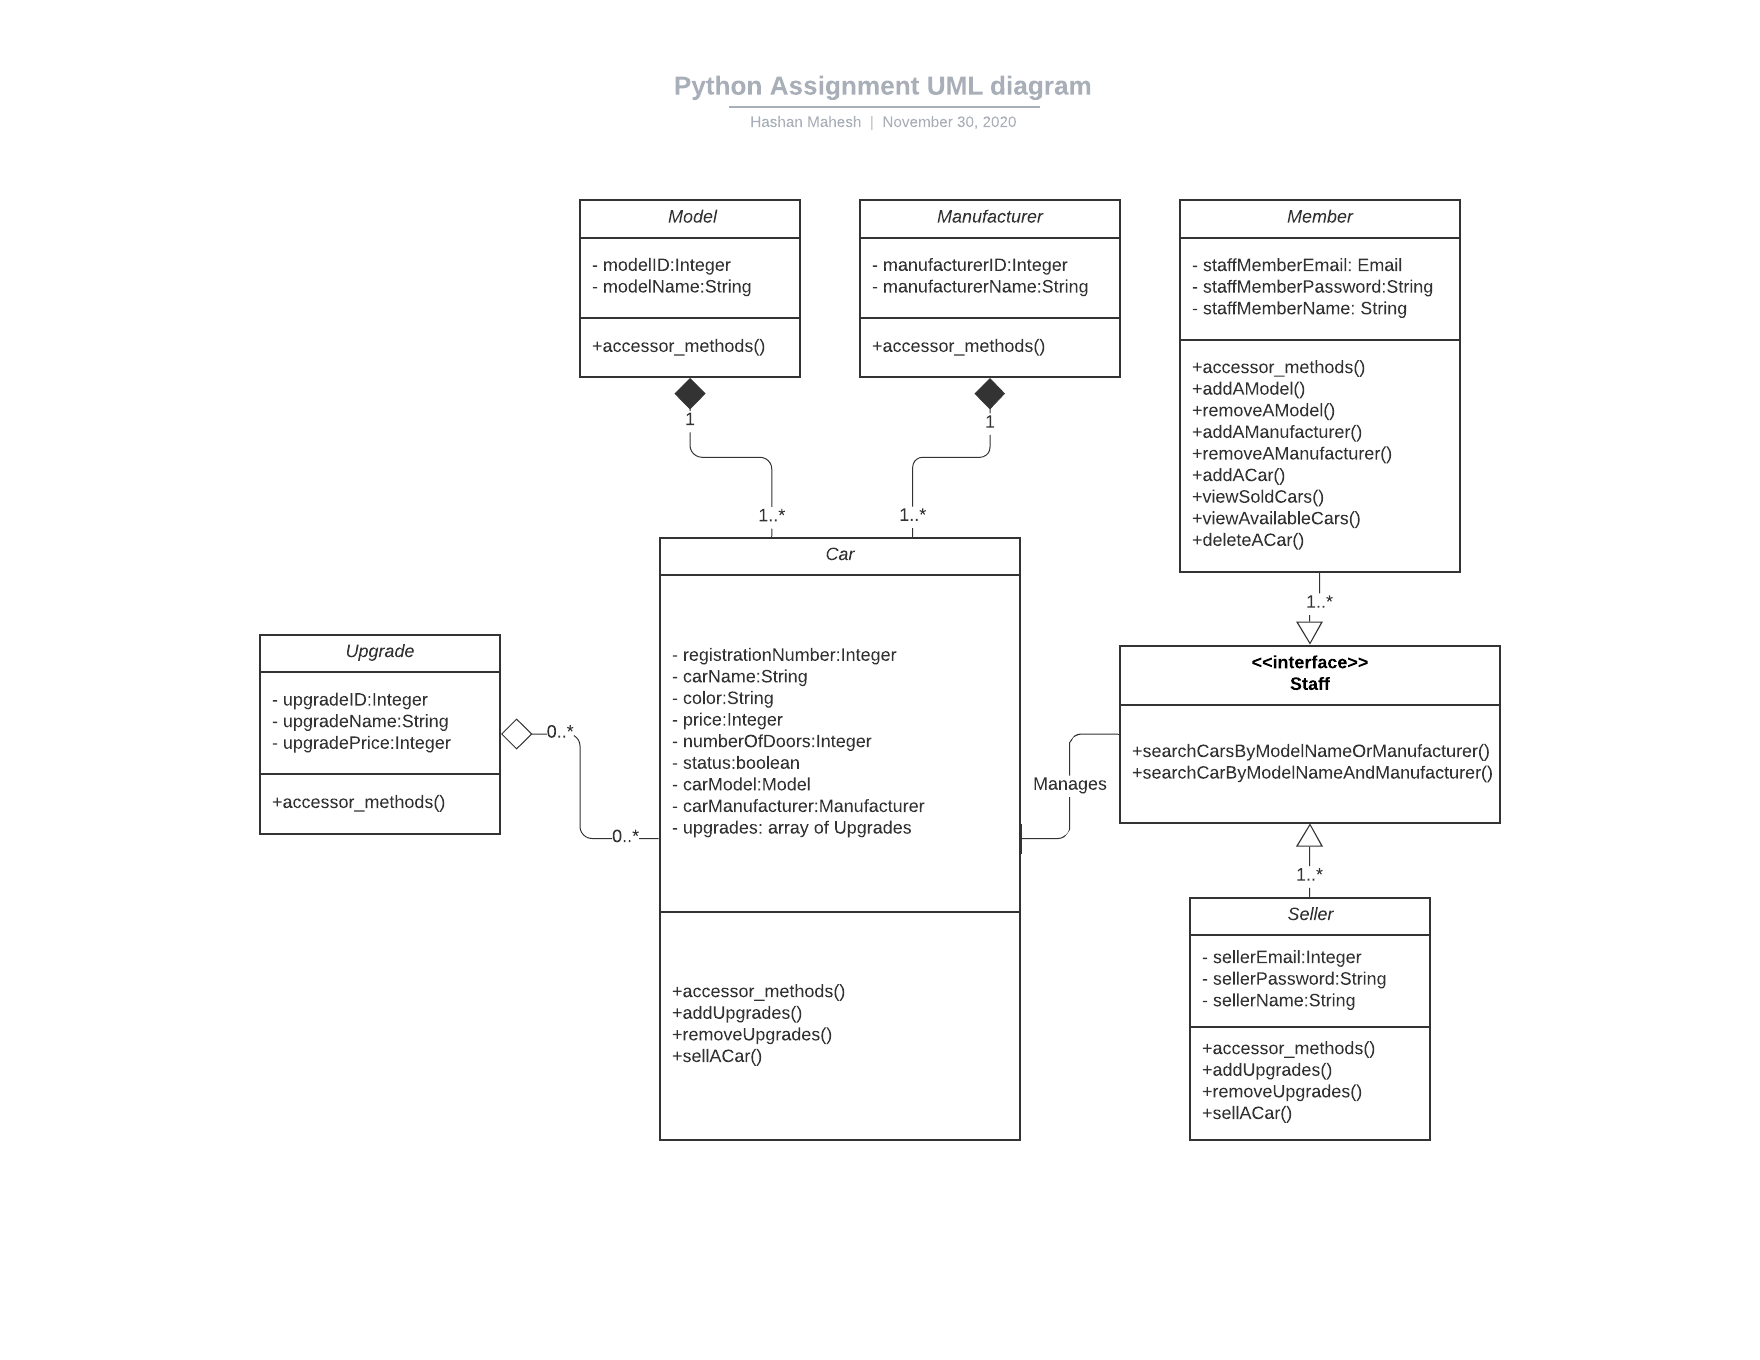 Python Assignment UML diagram
Hashan Mahesh | November 30, 2020
Model
- modelID:Integer
- modelName:String
+accessor_methods()
1
1..*
Manufacturer
- manufacturerID:Integer
- manufacturerName:String
+accessor_methods()
1
1..*
Member
- staffMemberEmail: Email
- staffMemberPassword:String
- staffMemberName: String
+accessor_methods()
+addAModel()
+removeAModel()
+addAManufacturer()
+removeAManufacturer()
+addACar()
+viewSoldCars()
+viewAvailableCars()
+deleteACar()
1..*
Upgrade
- upgradeID:Integer
- upgradeName:String
- upgradePrice:Integer
+accessor_methods()
0..*
0..*
Car
- registrationNumber:Integer
- carName:String
- color:String
- price:Integer
- numberOfDoors:Integer
- status:boolean
- carModel:Model
- carManufacturer:Manufacturer
- upgrades: array of Upgrades
+accessor_methods()
+addUpgrades()
+removeUpgrades()
+sellACar()
Manages
<<interface>>
Staff
+searchCarsByModelNameOrManufacturer()
+searchCarByModelNameAndManufacturer()
1..*
Seller
- sellerEmail:Integer
- sellerPassword:String
- sellerName:String
+accessor_methods()
+addUpgrades()
+removeUpgrades()
+sellACar()